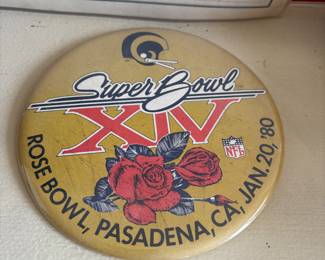 Super Bowl
XIV
NFL
ROSE BOWL, PASADENA, CA, JAN. 20, '80